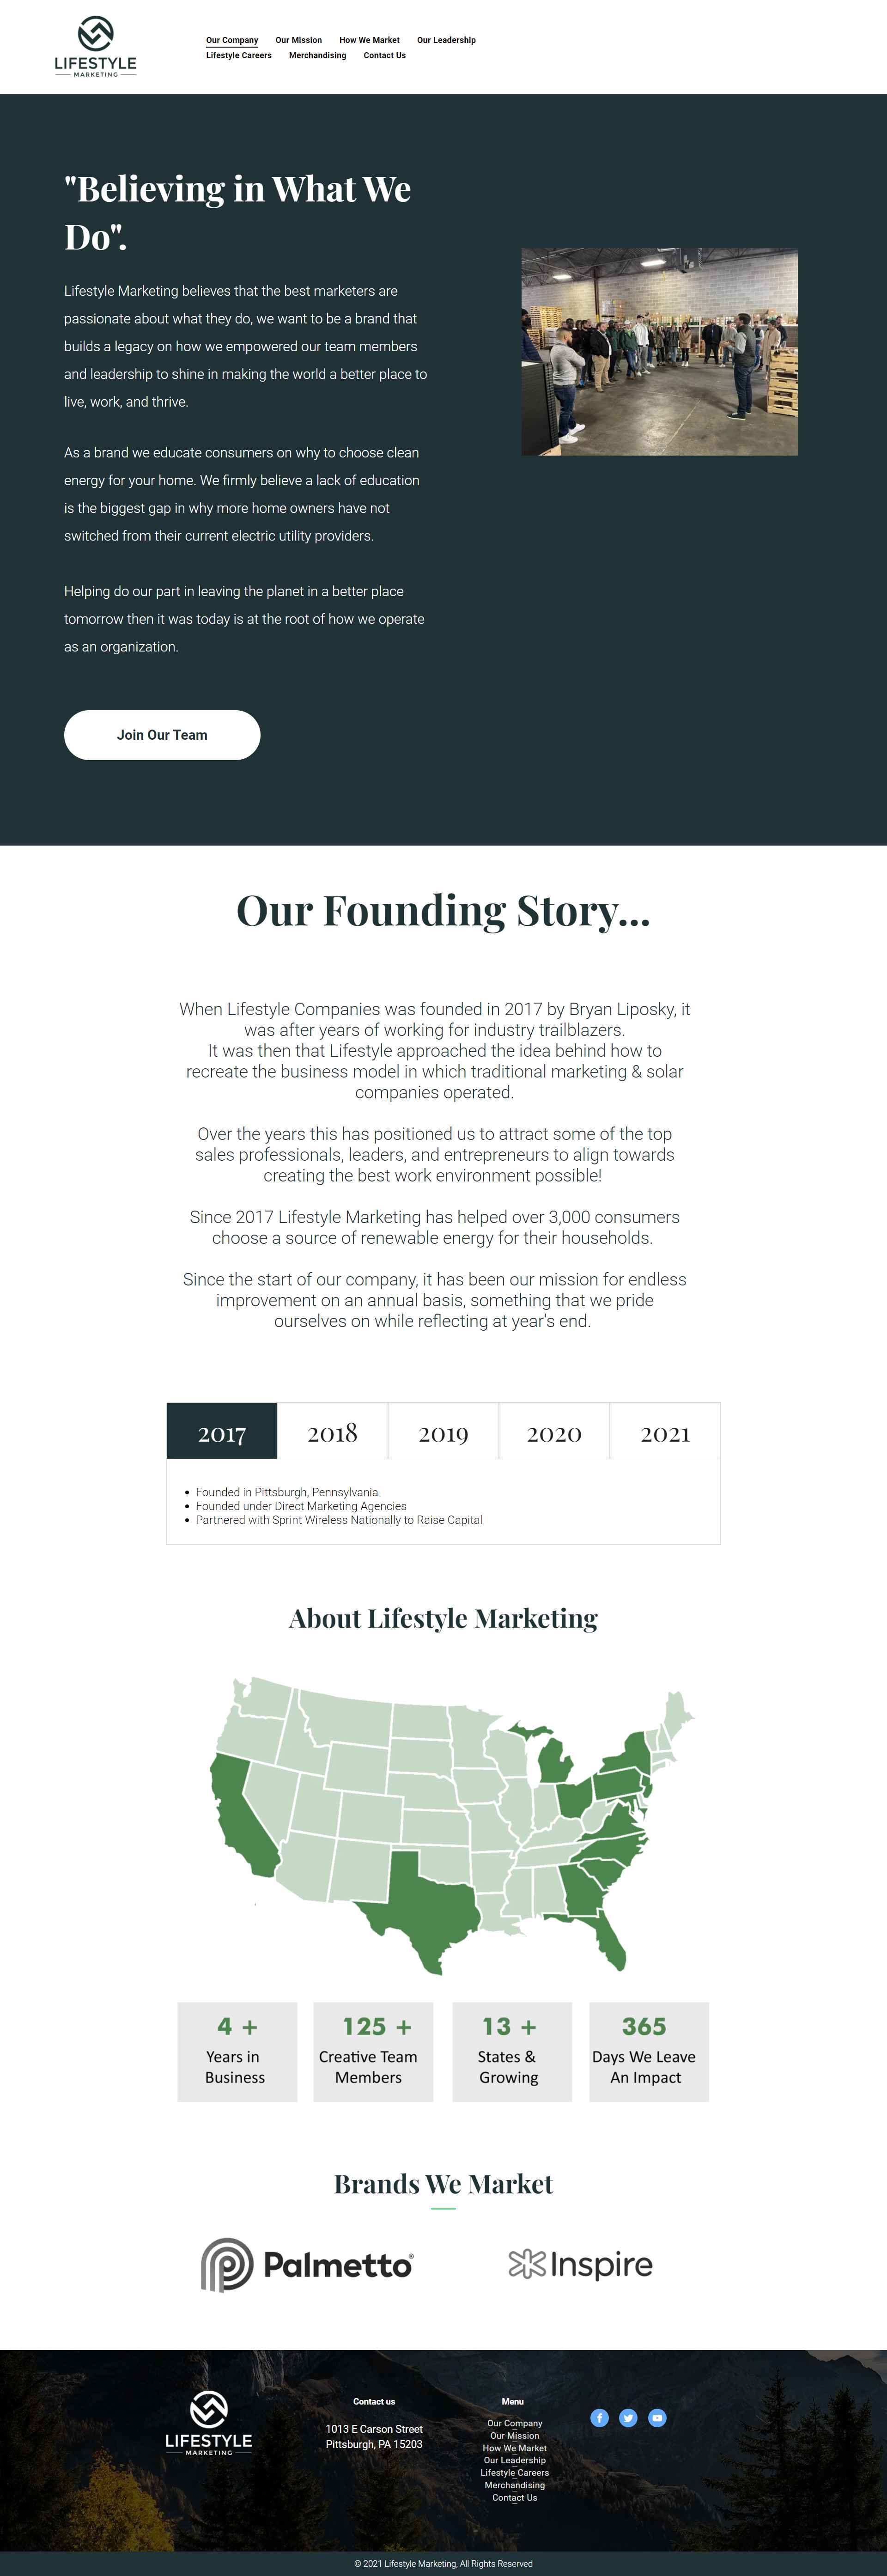 LIFESTYLE
MARKETING
Our Company Our Mission How We Market Our Leadership
Lifestyle Careers Merchandising Contact Us
"Believing in What We
Do".
Lifestyle Marketing believes that the best marketers are
passionate about what they do, we want to be a brand that
builds a legacy on how we empowered our team members
and leadership to shine in making the world a better place to
live, work, and thrive.
As a brand we educate consumers on why to choose clean
energy for your home. We firmly believe a lack of education
is the biggest gap in why more home owners have not
switched from their current electric utility providers.
Helping do our part in leaving the planet in a better place
tomorrow then it was today is at the root of how we operate
as an organization.
Join Our Team
Our Founding Story...
When Lifestyle Companies was founded in 2017 by Bryan Liposky, it
was after years of working for industry trailblazers.
It was then that Lifestyle approached the idea behind how to
recreate the business model in which traditional marketing & solar
companies operated.
Over the years this has positioned us to attract some of the top
sales professionals, leaders, and entrepreneurs to align towards
creating the best work environment possible!
Since 2017 Lifestyle Marketing has helped over 3,000 consumers
choose a source of renewable energy for their households.
Since the start of our company, it has been our mission for endless
improvement on an annual basis, something that we pride
ourselves on while reflecting at year's end.
2017 2018 2019 2020 2021
• Founded in Pittsburgh, Pennsylvania
• Founded under Direct Marketing Agencies
• Partnered with Sprint Wireless Nationally to Raise Capital
About Lifestyle Marketing
4 +
Years in
Business
125 +
Creative Team
Members
13 +
States &
Growing
365
Days We Leave
An Impact
Brands We Market
Palmetto®
Inspire
LIFESTYLE
MARKETING
Contact us
1013 E Carson Street
Pittsburgh, PA 15203
Menu
Our Company
Our Mission
How We Market
Our Leadership
Lifestyle Careers
Merchandising
Contact Us
© 2021 Lifestyle Marketing, All Rights Reserved